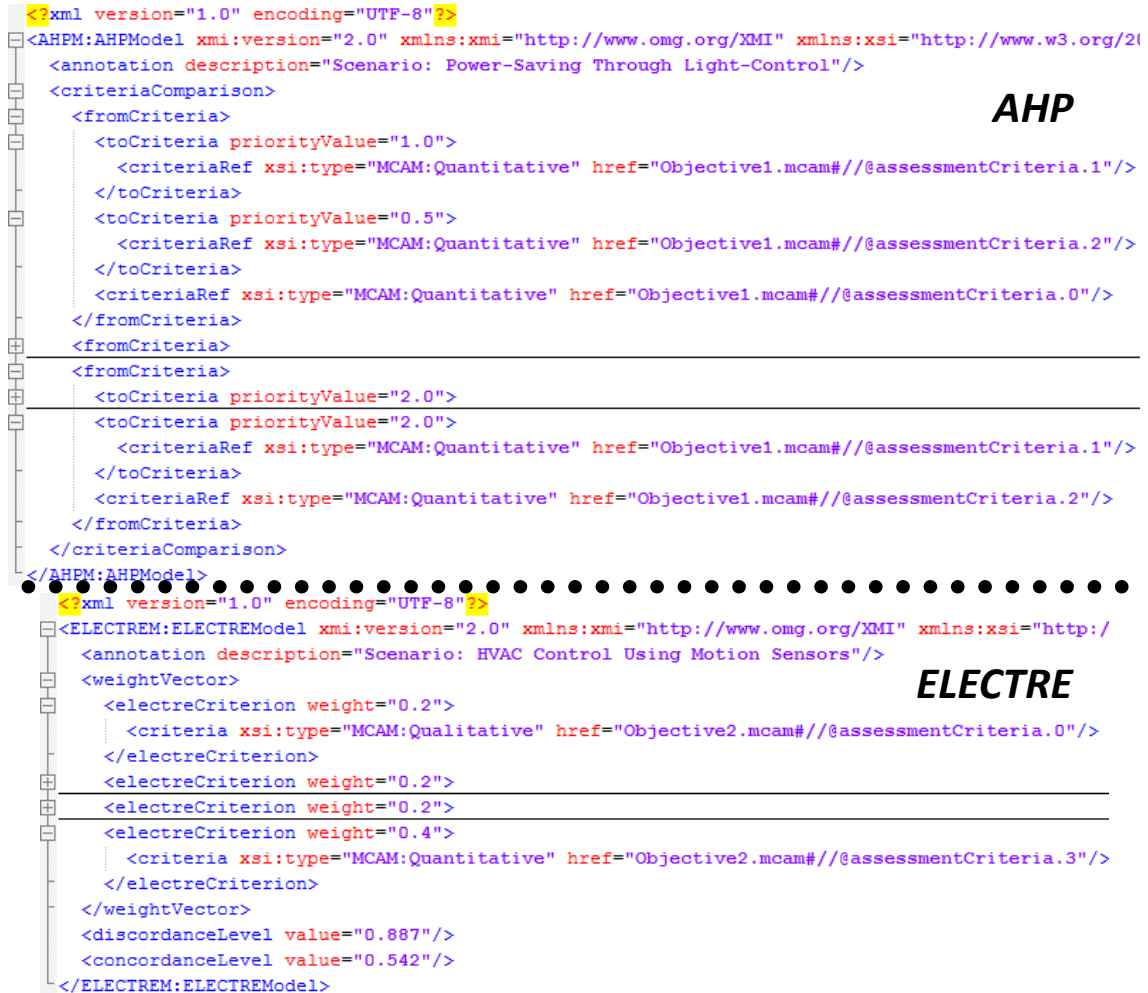 <?xml version="1.0" encoding="UTF-8"?>
<AHPM:AHPModel xmi:version="2.0" xmlns:xmi="http://www.omg.org/XMI" xmlns:xsi="http://www.w3.org/20
<annotation description="Scenario: Power-Saving Through Light-Control"/>
<criteriaComparison>
AHP
<fromCriteria>
<toCriteria priorityValue="1.0">
<criteriaRef xsi:type="MCAM:Quantitative" href="Objective1.mcam#//@assessmentCriteria.1"/>
</toCriteria>
<toCriteria priorityValue="0.5">
<criteriaRef xsi:type="MCAM:Quantitative" href="Objective1.mcam#//@assessmentCriteria.2"/>
</toCriteria>
<criteriaRef xsi:type="MCAM:Quantitative" href="Objective1.mcam#//@assessmentCriteria.0"/>
</fromCriteria>
<fromCriteria>
<fromCriteria>
<toCriteria priorityValue="2.0">
<toCriteria priorityValue="2.0">
<criteriaRef xsi:type="MCAM:Quantitative" href="Objective1.mcam#//@assessmentCriteria.1"/>
</toCriteria>
<criteriaRef xsi:type="MCAM:Quantitative" href="Objective1.mcam#//@assessmentCriteria.2"/>
</fromCriteria>
</criteriaComparison>
</AHPM:AHPModel>
<?xml version="1.0" encoding="UTF-8"?>
<ELECTREM:ELECTREModel xmi:version="2.0" xmlns:xmi="http://www.omg.org/XMI" xmlns:xsi="http:/
<annotation description="Scenario: HVAC Control Using Motion Sensors"/>
<weightVector>
ELECTRE
<electreCriterion weight="0.2">
<criteria xsi:type="MCAM:Qualitative" href="Objective2.mcam#//@assessmentCriteria.0"/>
</electreCriterion>
<electreCriterion weight="0.2">
<electreCriterion weight="0.2">
<electreCriterion weight="0.4">
<criteria xsi:type="MCAM:Quantitative" href="Objective2.mcam#//@assessmentCriteria.3"/>
</electreCriterion>
</weightVector>
<discordanceLevel value="0.887"/>
<concordanceLevel value="0.542"/>
</ELECTREM:ELECTREModel>